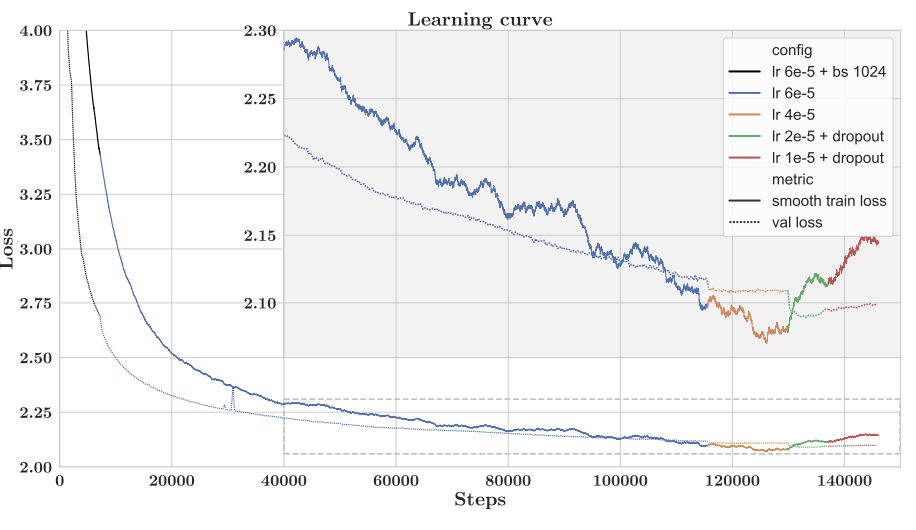 Learning curve
4.00
3.75
3.50
3.25
3.00
2.75
2.50
2.25
2.00
Loss
2.30
2.25
2.20
2.15
2.10
config
lr 6e-5 + bs 1024
lr 6e-5
lr 4e-5
lr 2e-5 + dropout
lr 1e-5 + dropout
metric
smooth train loss
val loss
0
20000
40000
60000
80000
100000
120000
140000
Steps